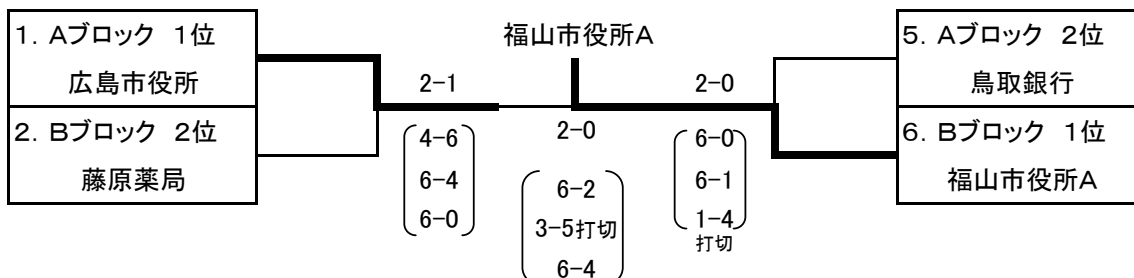 1. Aブロック 1位
広島市役所
2. Bブロック 2位
藤原薬局
福山市役所A
2-1
4-6
6-4
6-0
2-0
6-2
3-5打切
6-4
2-0
6-0
6-1
1-4
打切
5. Aブロック 2位
鳥取銀行
6. Bブロック 1位
福山市役所A